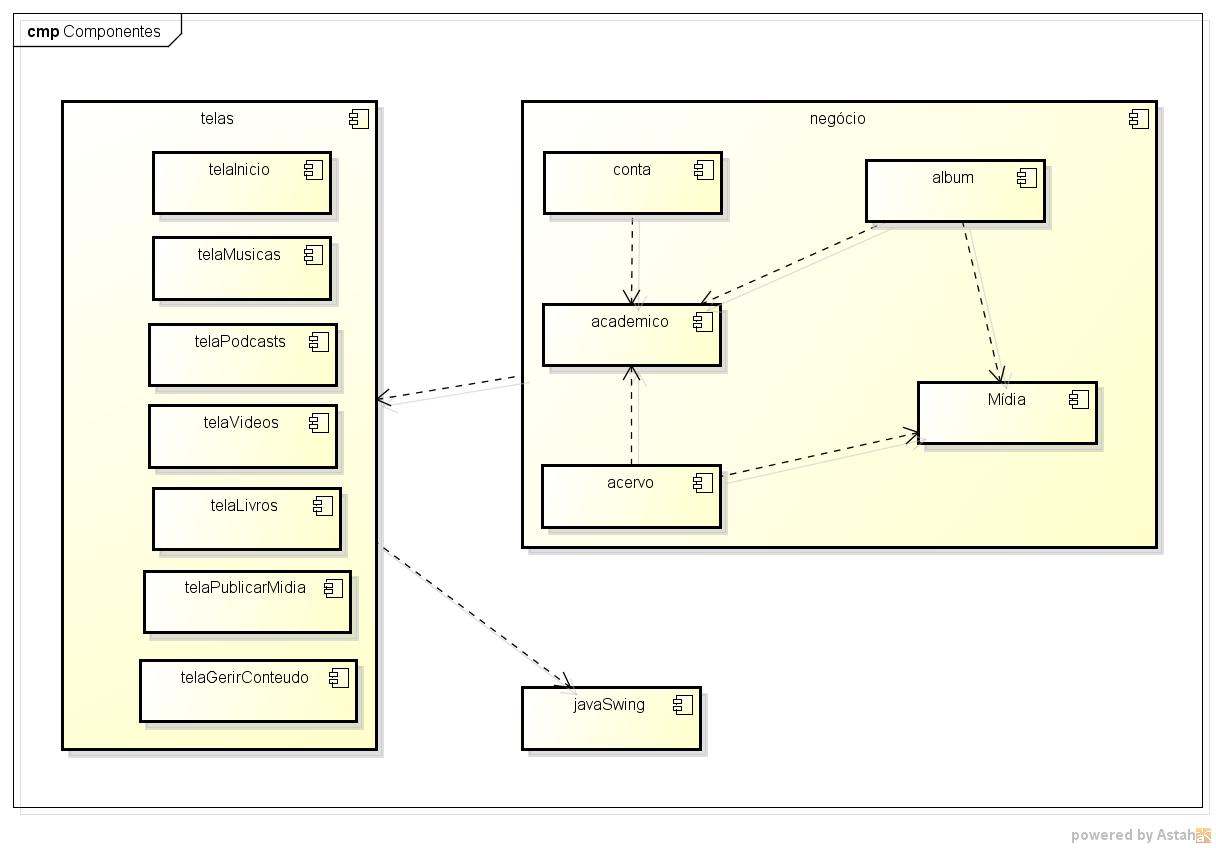 cmp Componentes
telas
telaInicio
telaMusicas
telaPodcasts
telaVideos
telaLivros
telaPublicarMidia
telaGerirConteudo
negócio
conta
album
academico
Mídia
acervo
javaSwing
powered by Astah